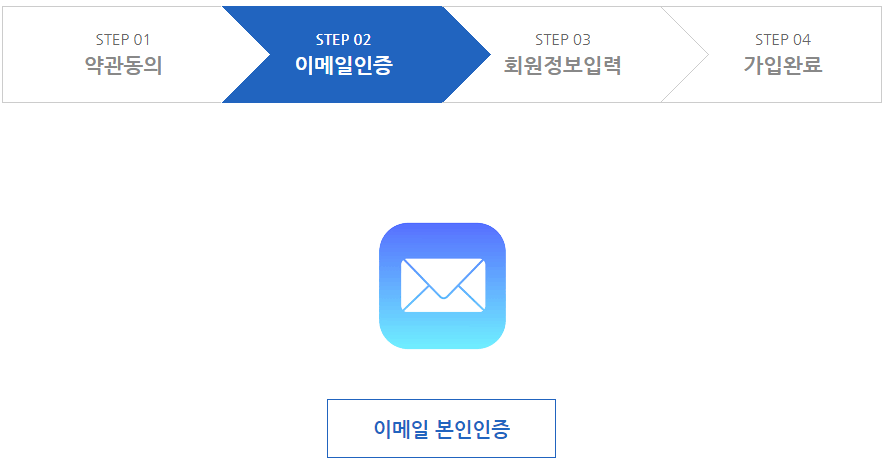 STEP 01
약관동의
STEP 02
이메일인증
STEP 03
회원정보입력
STEP 04
가입완료
이메일 본인인증